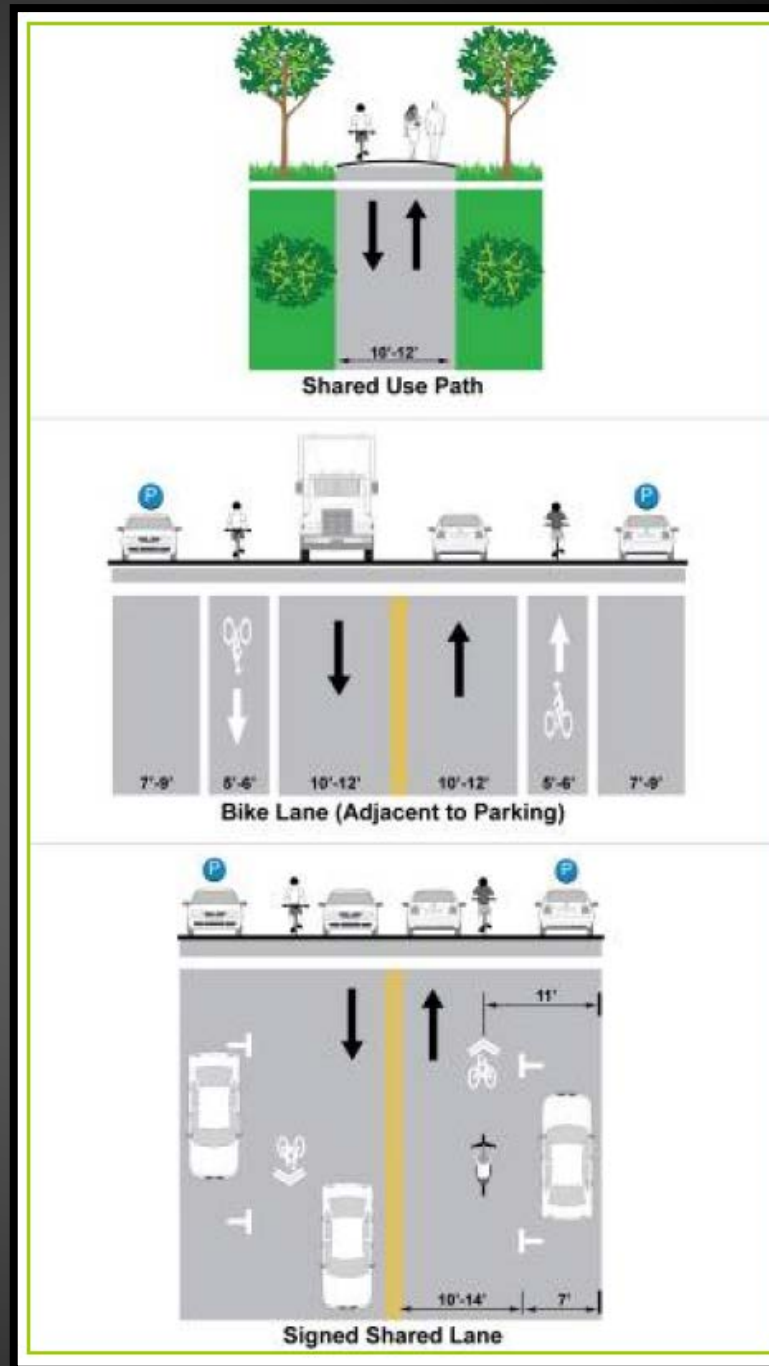 10'-12'
Shared Use Path
P P
7'-9' 5'-6' 10'-12' 10'-12' 5'-6' 7'-9'
Bike Lane (Adjacent to Parking)
P P
11'
10'-14' 7'
Signed Shared Lane